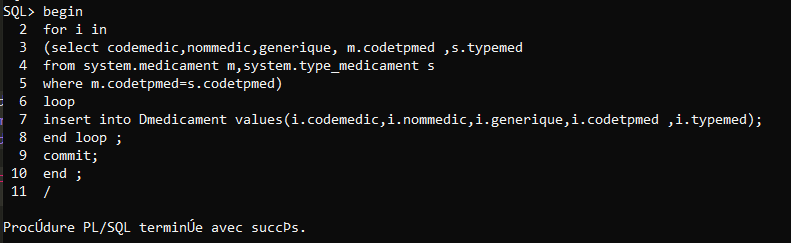 SQL> begin
2 for i in
3 (select codemedic,nommedic,generique, m.codetpmed ,s.typemed
4 from system.medicament m,system.type_medicament s
5 where m.codetpmed=s.codetpmed)
6 loop
7 insert into Dmedicament values(i.codemedic,i.nommedic,i.generique,i.codetpmed ,i.typemed);
8 end loop ;
9 commit;
10 end ;
11 /
ProcÚdure PL/SQL terminÚe avec succÞs.